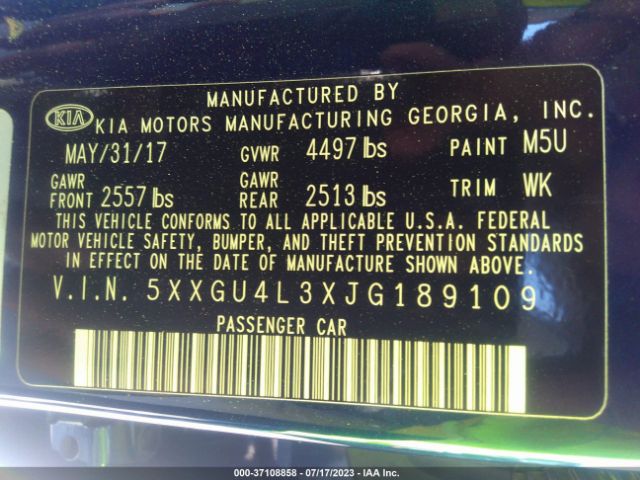 MANUFACTURED BY
KIA KIA MOTORS MANUFACTURING GEORGIA, INC.
MAY/31/17 GVWR 4497 lbs PAINT M5U
GAWR FRONT 2557 lbs GAWR REAR 2513 lbs TRIM WK
THIS VEHICLE CONFORMS TO ALL APPLICABLE U.S.A. FEDERAL
MOTOR VEHICLE SAFETY, BUMPER, AND THEFT PREVENTION STANDARDS
IN EFFECT ON THE DATE OF MANUFACTURE SHOWN ABOVE.
V.I.N. 5XXGU4L3XJG189109
PASSENGER CAR
000-37108858 - 07/17/2023 - IAA Inc.